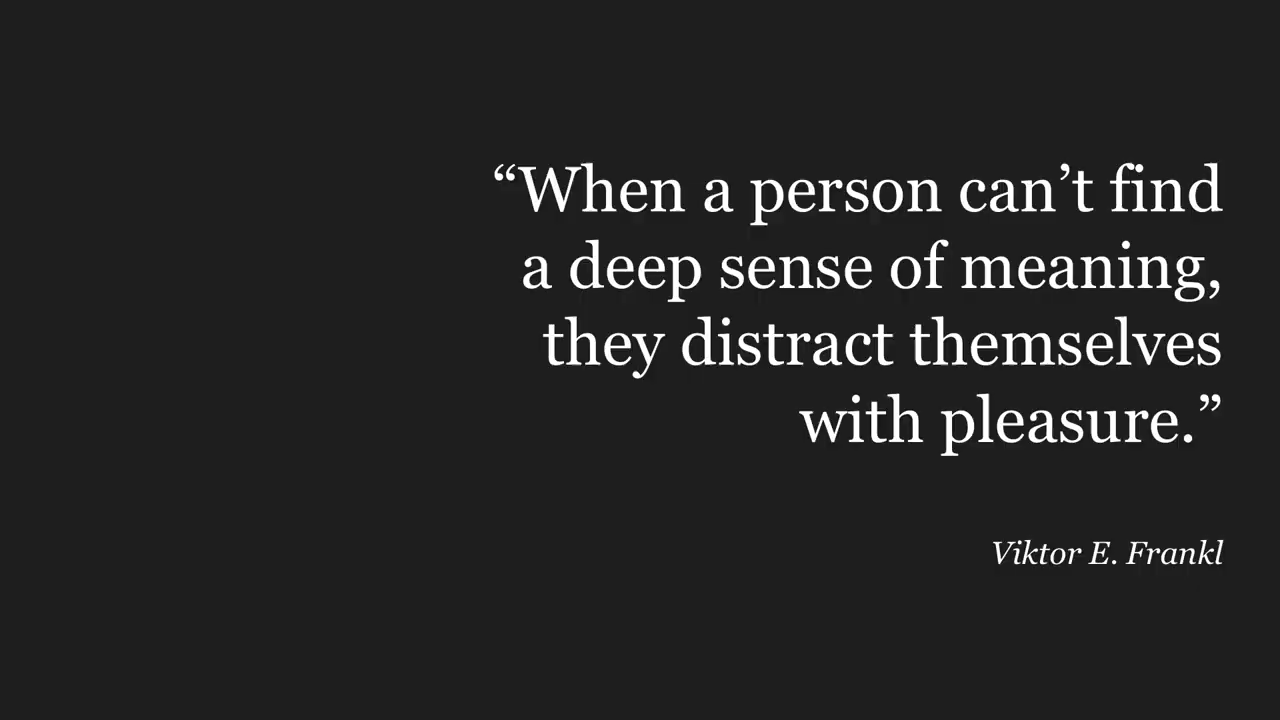 “When a person can’t find
a deep sense of meaning,
they distract themselves
with pleasure.”
Viktor E. Frankl